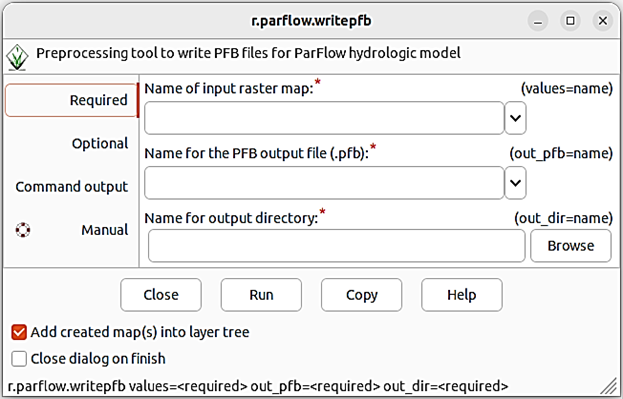 r.parflow.writepfb
Preprocessing tool to write PFB files for ParFlow hydrologic model
Required
Optional
Command output
Manual
Name of input raster map:* (values=name)
Name for the PFB output file (.pfb):* (out_pfb=name)
Name for output directory:* (out_dir=name)
Browse
Close Run Copy Help
Add created map(s) into layer tree
Close dialog on finish
r.parflow.writepfb values=<required> out_pfb=<required> out_dir=<required>